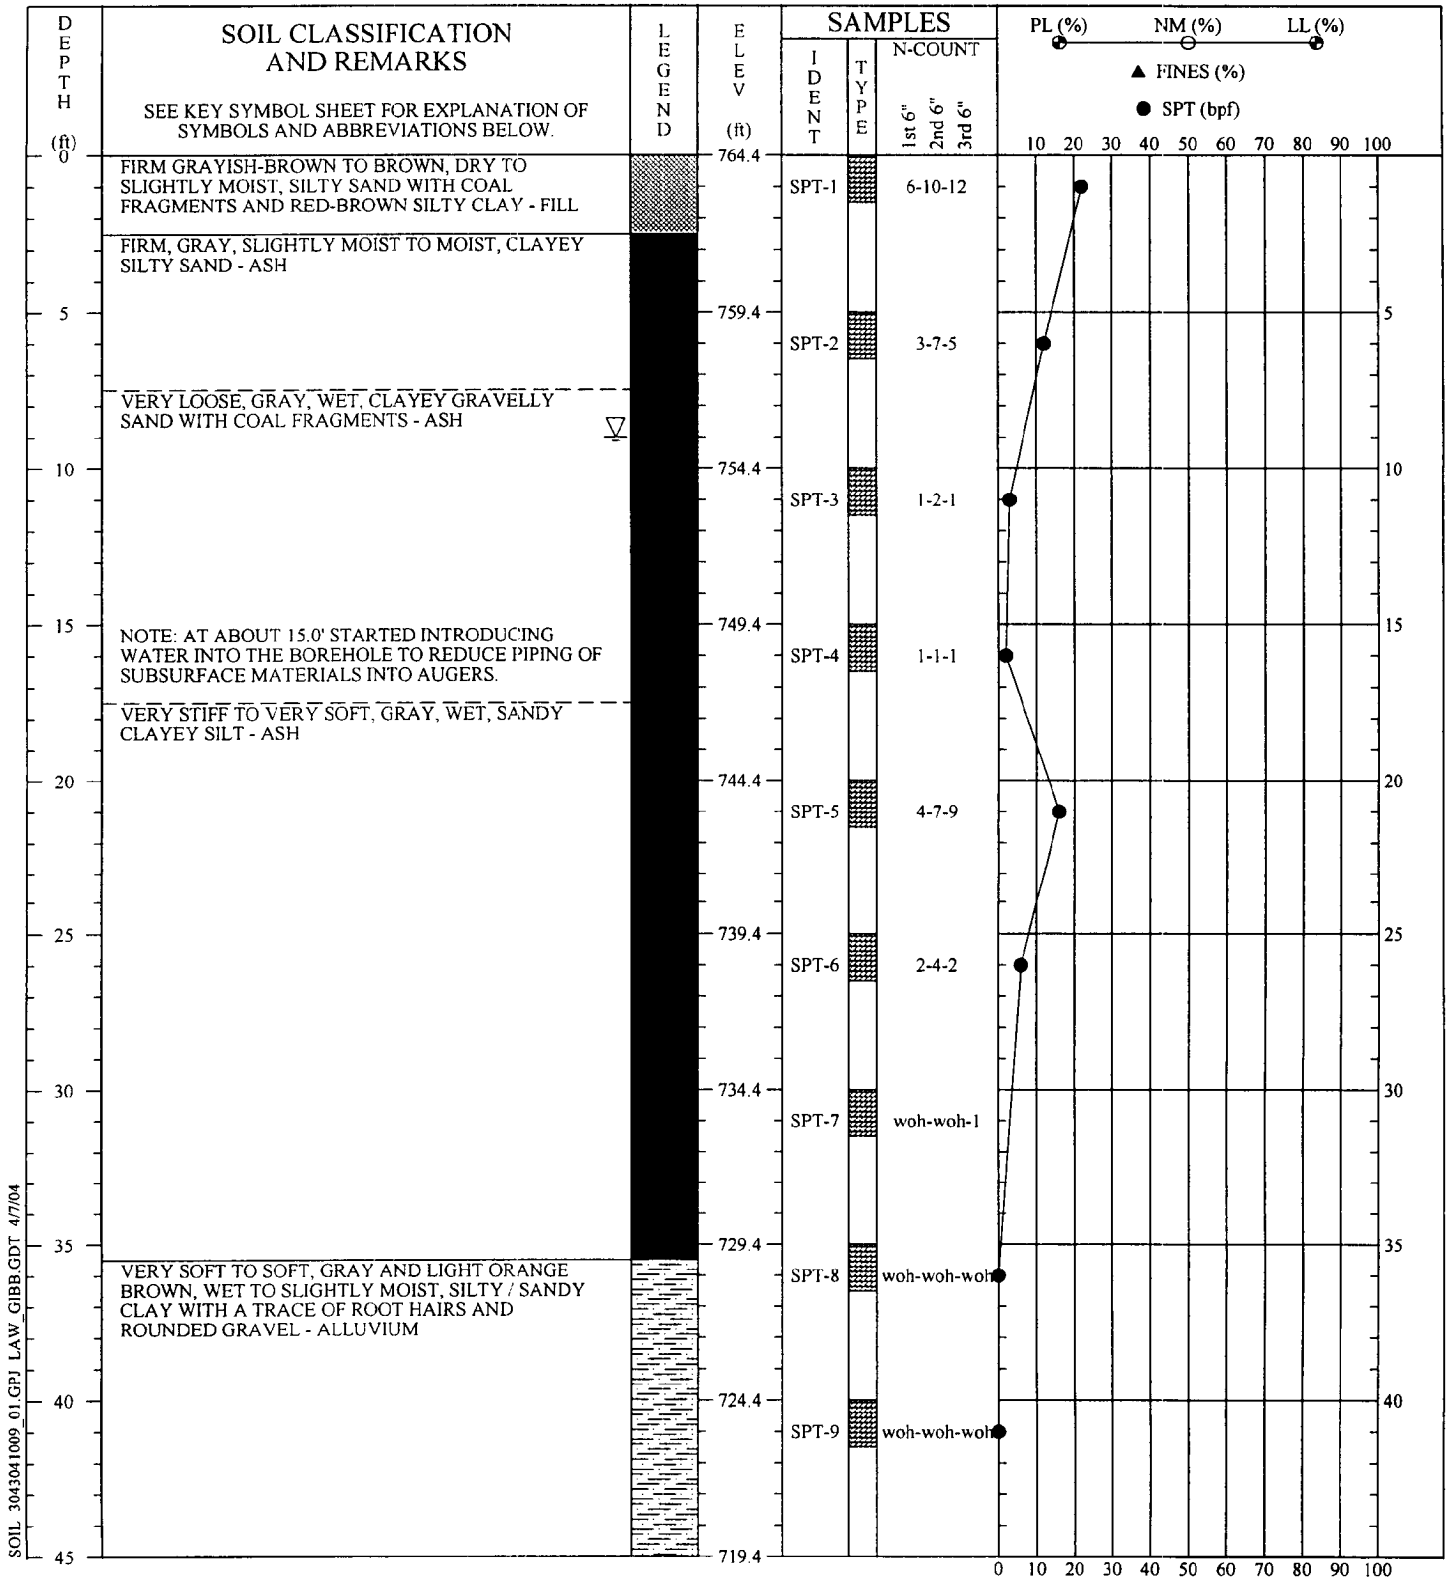 DEPTH (ft)
SOIL CLASSIFICATION
AND REMARKS
SEE KEY SYMBOL SHEET FOR EXPLANATION OF
SYMBOLS AND ABBREVIATIONS BELOW.
LEGEND
ELEV (ft)
SAMPLES
IDENT
TYPE
N-COUNT
1st 6"
2nd 6"
3rd 6"
PL (%) NM (%) LL (%)
▲ FINES (%)
● SPT (bpf)
10 20 30 40 50 60 70 80 90 100
0 764.4
FIRM GRAYISH-BROWN TO BROWN, DRY TO
SLIGHTLY MOIST, SILTY SAND WITH COAL
FRAGMENTS AND RED-BROWN SILTY CLAY - FILL
SPT-1 6-10-12
FIRM, GRAY, SLIGHTLY MOIST TO MOIST, CLAYEY
SILTY SAND - ASH
5 759.4 5
SPT-2 3-7-5
VERY LOOSE, GRAY, WET, CLAYEY GRAVELLY
SAND WITH COAL FRAGMENTS - ASH
10 754.4 10
SPT-3 1-2-1
15 749.4 15
NOTE: AT ABOUT 15.0' STARTED INTRODUCING
WATER INTO THE BOREHOLE TO REDUCE PIPING OF
SUBSURFACE MATERIALS INTO AUGERS.
SPT-4 1-1-1
VERY STIFF TO VERY SOFT, GRAY, WET, SANDY
CLAYEY SILT - ASH
20 744.4 20
SPT-5 4-7-9
25 739.4 25
SPT-6 2-4-2
30 734.4 30
SPT-7 woh-woh-1
35 729.4 35
VERY SOFT TO SOFT, GRAY AND LIGHT ORANGE
BROWN, WET TO SLIGHTLY MOIST, SILTY / SANDY
CLAY WITH A TRACE OF ROOT HAIRS AND
ROUNDED GRAVEL - ALLUVIUM
SPT-8 woh-woh-woh
40 724.4 40
SPT-9 woh-woh-woh
45 719.4
0 10 20 30 40 50 60 70 80 90 100
SOIL 3043041009_01.GPJ LAW_GIBB.GDT 4/7/04